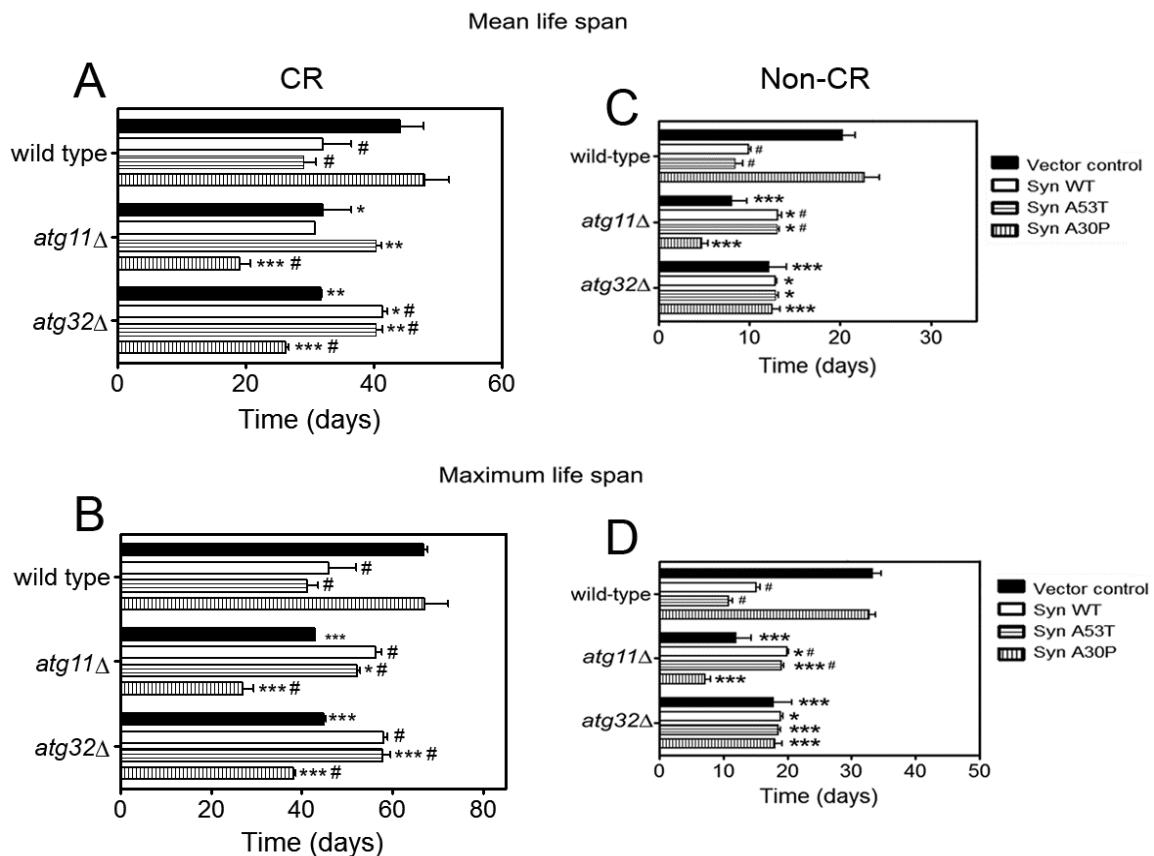 Mean life span
A
CR
wild type
#
#
atg11Δ
*
**
*** #
atg32Δ
**
* #
** #
*** #
0 20 40 60
Time (days)
C
Non-CR
wild-type
#
#
atg11Δ
***
* #
* #
***
atg32Δ
***
*
*
***
0 10 20 30
Time (days)
Vector control
Syn WT
Syn A53T
Syn A30P
Maximum life span
B
wild type
#
#
atg11Δ
***
#
* #
*** #
atg32Δ
***
#
*** #
*** #
0 20 40 60 80
Time (days)
D
wild-type
#
#
atg11Δ
***
* #
*** #
***
atg32Δ
***
*
***
***
0 10 20 30 40 50
Time (days)
Vector control
Syn WT
Syn A53T
Syn A30P